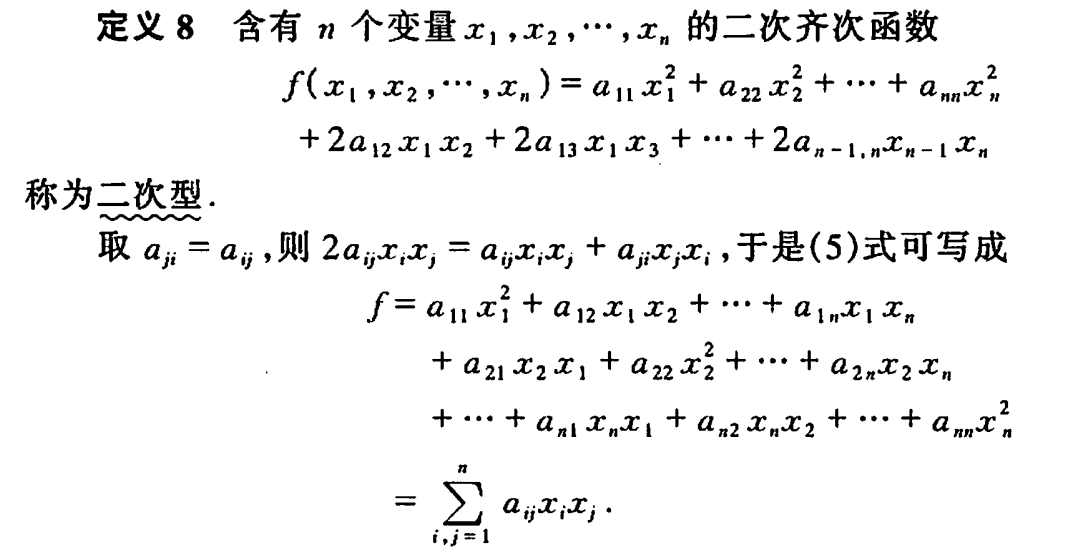 定义 8 含有 n 个变量 x₁,x₂,⋯,xₙ 的二次齐次函数
f(x₁,x₂,⋯,xₙ) = a₁₁x₁² + a₂₂x₂² + ⋯ + aₙₙxₙ²
+ 2a₁₂x₁x₂ + 2a₁₃x₁x₃ + ⋯ + 2aₙ₋₁,ₙxₙ₋₁xₙ
称为二次型.
取 aⱼᵢ = aᵢⱼ,则 2aᵢⱼxᵢxⱼ = aᵢⱼxᵢxⱼ + aⱼᵢxⱼxᵢ,于是(5)式可写成
f = a₁₁x₁² + a₁₂x₁x₂ + ⋯ + a₁ₙx₁xₙ
+ a₂₁x₂x₁ + a₂₂x₂² + ⋯ + a₂ₙx₂xₙ
+ ⋯ + aₙ₁xₙx₁ + aₙ₂xₙx₂ + ⋯ + aₙₙxₙ²
= ∑ᵢ,ⱼ₌₁ⁿ aᵢⱼxᵢxⱼ.